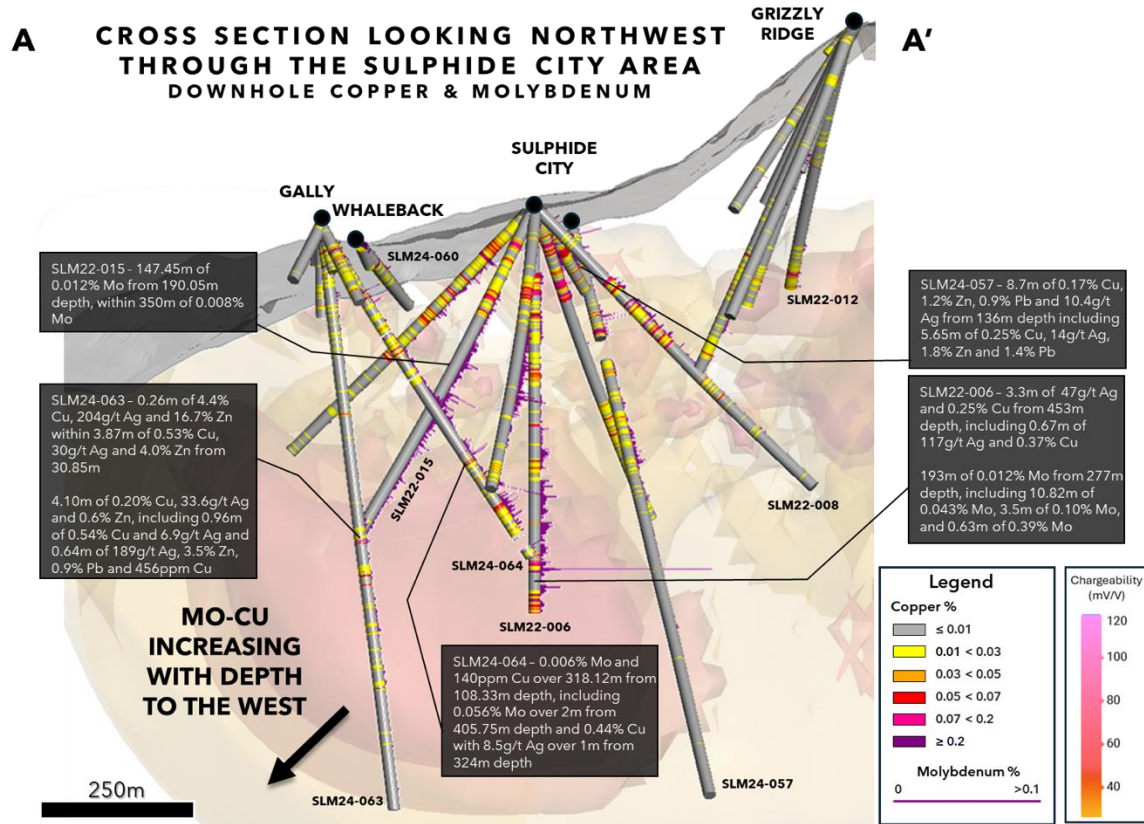 A
CROSS SECTION LOOKING NORTHWEST
THROUGH THE SULPHIDE CITY AREA
DOWNHOLE COPPER & MOLYBDENUM
GRIZZLY
RIDGE
A'
SULPHIDE
CITY
GALLY
WHALEBACK
SLM24-060
SLM22-012
SLM22-015 - 147.45m of
0.012% Mo from 190.05m
depth, within 350m of 0.008%
Mo
SLM24-063 – 0.26m of 4.4%
Cu, 204g/t Ag and 16.7% Zn
within 3.87m of 0.53% Cu,
30g/t Ag and 4.0% Zn from
30.85m
4.10m of 0.20% Cu, 33.6g/t Ag
and 0.6% Zn, including 0.96m
of 0.54% Cu and 6.9g/t Ag and
0.64m of 189g/t Ag, 3.5% Zn,
0.9% Pb and 456ppm Cu
SLM24-057 – 8.7m of 0.17% Cu,
1.2% Zn, 0.9% Pb and 10.4g/t
Ag from 136m depth including
5.65m of 0.25% Cu, 14g/t Ag,
1.8% Zn and 1.4% Pb
SLM22-006 – 3.3m of 47g/t Ag
and 0.25% Cu from 453m
depth, including 0.67m of
117g/t Ag and 0.37% Cu
193m of 0.012% Mo from 277m
depth, including 10.82m of
0.043% Mo, 3.5m of 0.10% Mo,
and 0.63m of 0.39% Mo
SLM22-015
SLM22-008
SLM24-064
SLM22-006
MO-CU
INCREASING
WITH DEPTH
TO THE WEST
SLM24-064 – 0.006% Mo and
140ppm Cu over 318.12m from
108.33m depth, including
0.056% Mo over 2m from
405.75m depth and 0.44% Cu
with 8.5g/t Ag over 1m from
324m depth
250m
SLM24-063
SLM24-057
Legend
Copper %
≤ 0.01
0.01 < 0.03
0.03 < 0.05
0.05 < 0.07
0.07 < 0.2
≥ 0.2
Molybdenum %
0 >0.1
Chargeability
(mV/V)
120
100
80
60
40